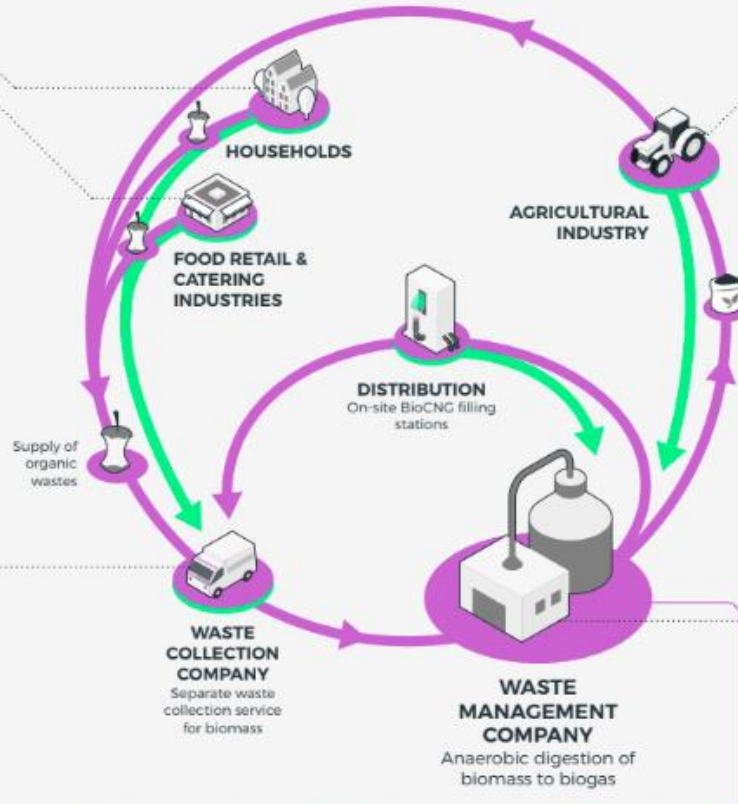 HOUSEHOLDS
FOOD RETAIL &
CATERING
INDUSTRIES
AGRICULTURAL
INDUSTRY
DISTRIBUTION
On-site BioCNG filling
stations
Supply of
organic
wastes
WASTE
COLLECTION
COMPANY
Separate waste
collection service
for biomass
WASTE
MANAGEMENT
COMPANY
Anaerobic digestion of
biomass to biogas